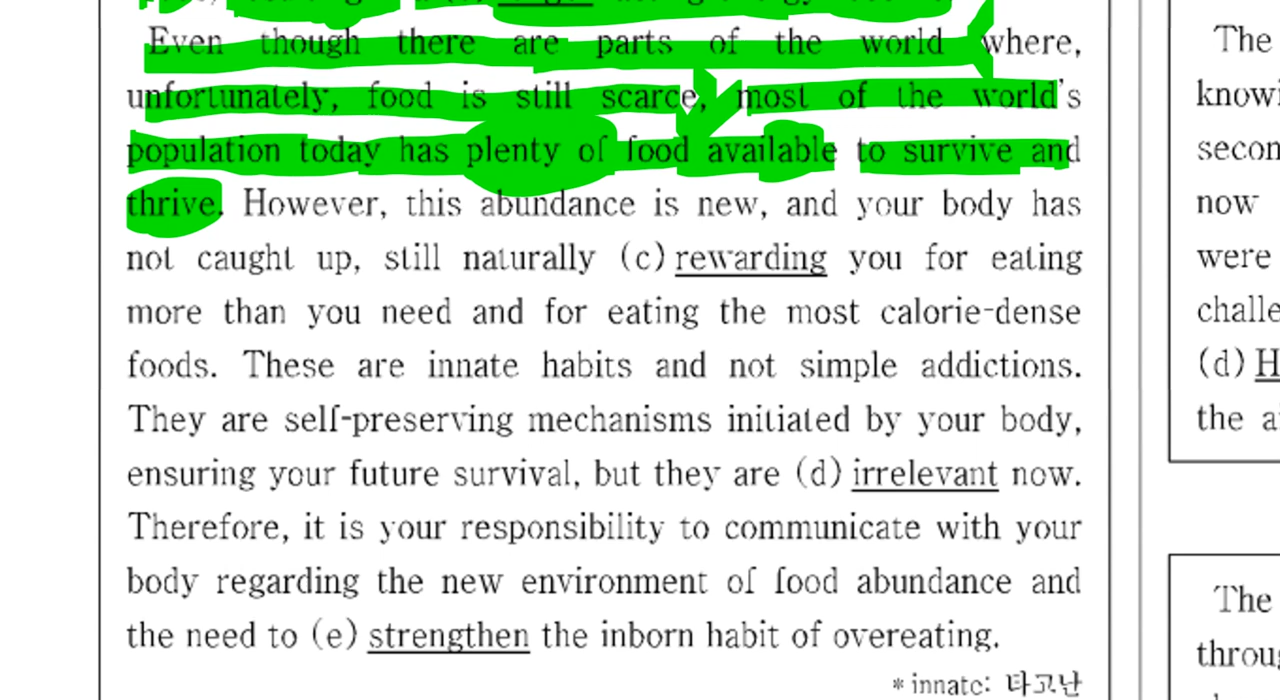 Even though there are parts of the world where,
unfortunately, food is still scarce, most of the world's
population today has plenty of food available to survive and
thrive. However, this abundance is new, and your body has
not caught up, still naturally (c) rewarding you for eating
more than you need and for eating the most calorie-dense
foods. These are innate habits and not simple addictions.
They are self-preserving mechanisms initiated by your body,
ensuring your future survival, but they are (d) irrelevant now.
Therefore, it is your responsibility to communicate with your
body regarding the new environment of food abundance and
the need to (e) strengthen the inborn habit of overeating.
* innate: 타고난
The
now
were
(d)
the
The